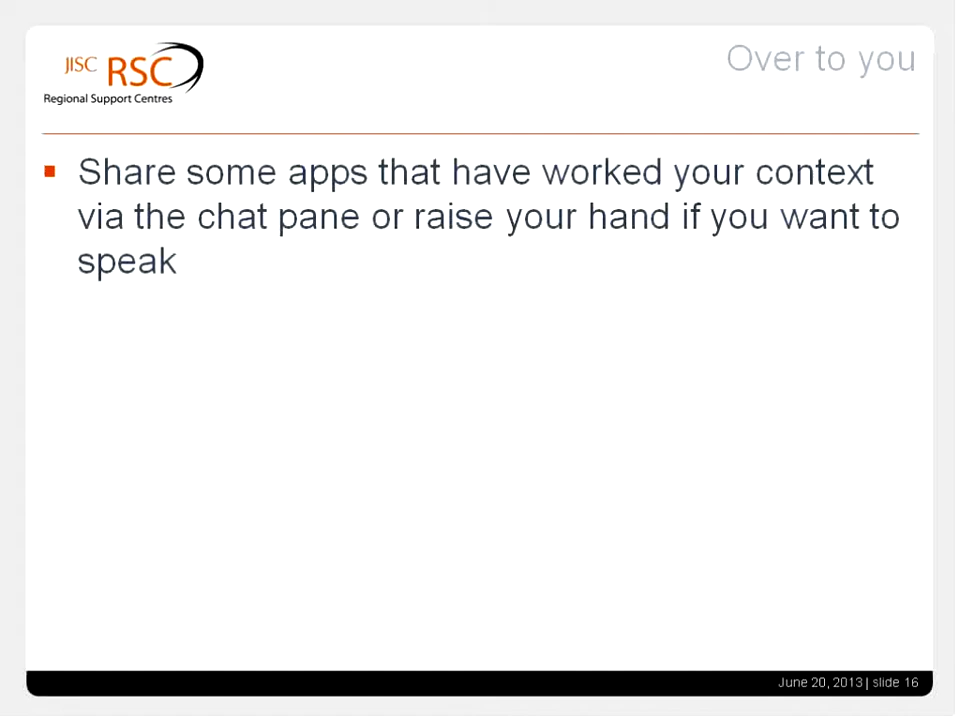 JISC RSC
Regional Support Centres
Over to you
Share some apps that have worked your context
via the chat pane or raise your hand if you want to
speak
June 20, 2013 | slide 16